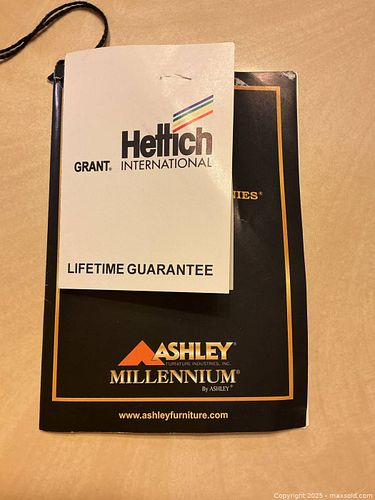 Hettich
GRANT® INTERNATIONAL
LIFETIME GUARANTEE
ASHLEY®
FURNITURE INDUSTRIES, INC.
MILLENNIUM®
By ASHLEY®
www.ashleyfurniture.com
Copyright 2025 - maxsold.com